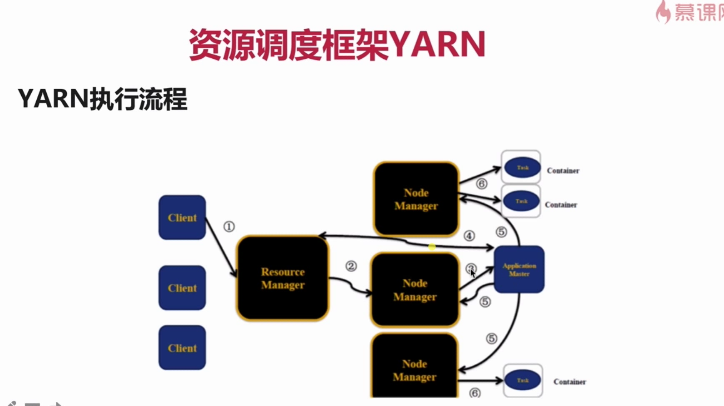 慕课网
资源调度框架YARN
YARN执行流程
Client
Client
Client
①
Resource
Manager
②
Node
Manager
Node
Manager
Node
Manager
③
④
⑤
⑤
⑤
⑥
⑥
Application
Master
Task
Container
Task
Container
Task
Container